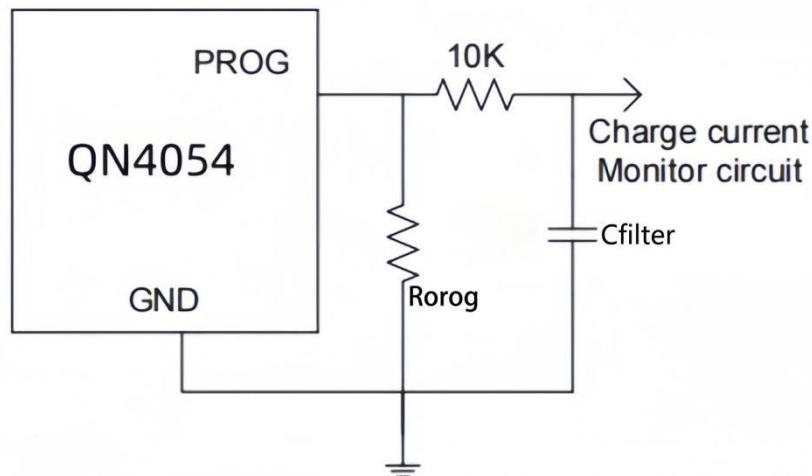 PROG
10K
QN4054
Charge current
Monitor circuit
Cfilter
GND
Rorog